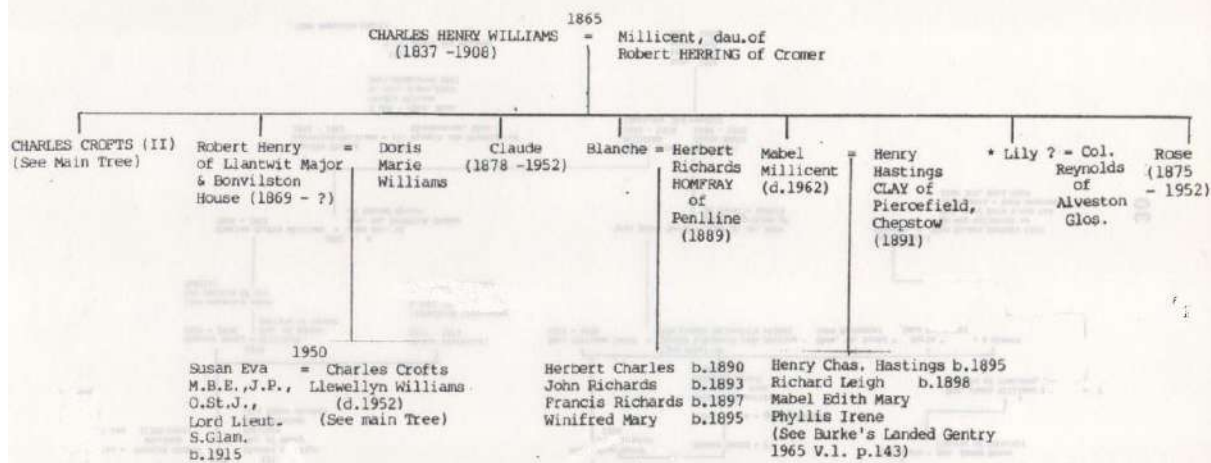 1865
CHARLES HENRY WILLIAMS = Millicent, dau.of
(1837 -1908) Robert HERRING of Cromer
CHARLES CROFTS (II)
(See Main Tree)
Robert Henry = Doris
of Llantwit Major Marie
& Bonvilston Williams
House (1869 - ?)
Claude
(1878 -1952)
Blanche = Herbert
Richards
HOMFRAY
of
Penlline
(1889)
Mabel = Henry
Millicent Hastings
(d.1962) CLAY of
Piercefield,
Chepstow
(1891)
* Lily ? = Col.
Reynolds
of
Alveston
Glos.
Rose
(1875
- 1952)
1950
Susan Eva = Charles Crofts
M.B.E.,J.P., Llewellyn Williams
O.St.J., (d.1952)
Lord Lieut. (See main Tree)
S.Glam.
b.1915
Herbert Charles b.1890
John Richards b.1893
Francis Richards b.1897
Winifred Mary b.1895
Henry Chas. Hastings b.1895
Richard Leigh b.1898
Mabel Edith Mary
Phyllis Irene
(See Burke's Landed Gentry
1965 V.1. p.143)